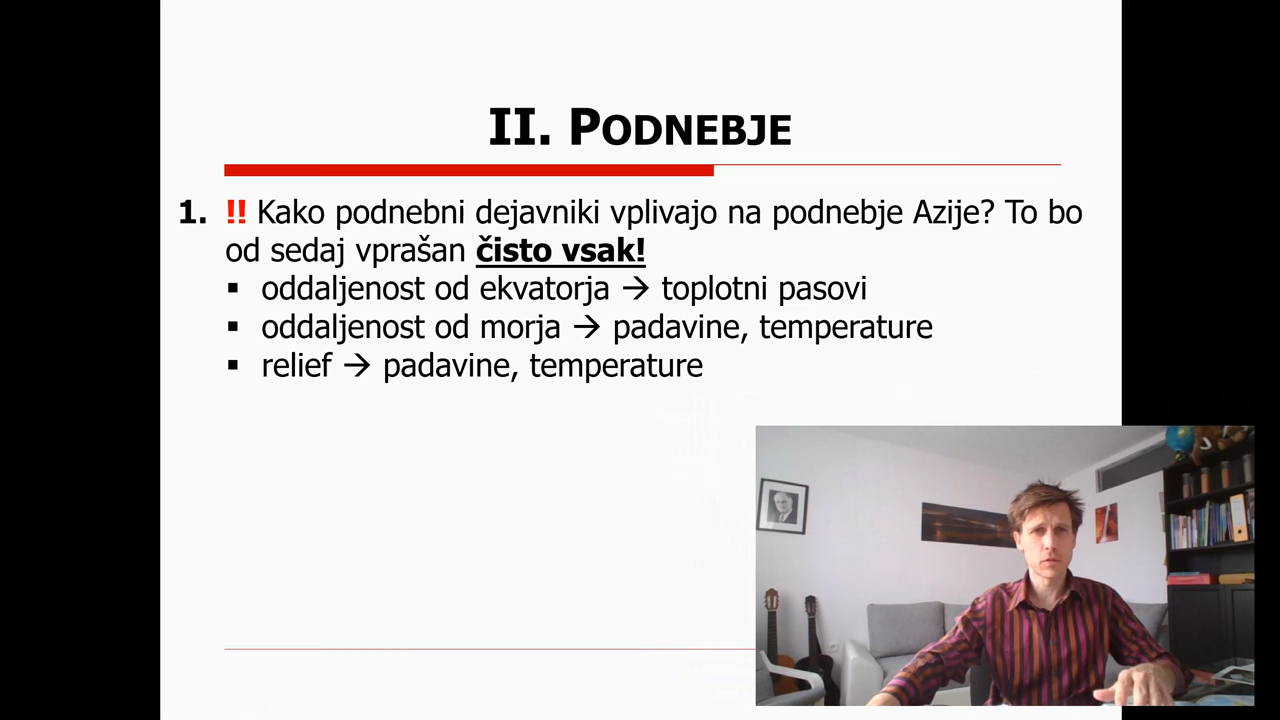 II. PODNEBJE
1. !! Kako podnebni dejavniki vplivajo na podnebje Azije? To bo
od sedaj vprašan čisto vsak!
▪ oddaljenost od ekvatorja → toplotni pasovi
▪ oddaljenost od morja → padavine, temperature
▪ relief → padavine, temperature